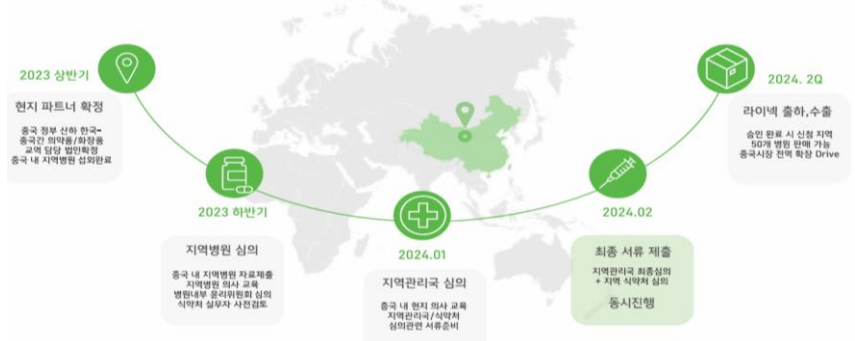 2023 상반기
현지 파트너 확정
중국 정부 산하 한국-
중국간 의약품/화장품
교역 담당 법인확정
중국 내 지역병원 섭외완료
2023 하반기
지역병원 심의
중국 내 지역병원 자료제출
지역병원 의사 교육
병원내부 윤리위원회 심의
식약처 실무자 사전검토
2024.01
지역관리국 심의
중국 내 현지 의사 교육
지역관리국/식약처
심의관련 서류준비
2024.02
최종 서류 제출
지역관리국 최종심의
+ 지역 식약처 심의
동시진행
2024. 2Q
라이넥 출하,수출
승인 완료 시 신청 지역
50개 병원 판매 가능
중국시장 전역 확장 Drive